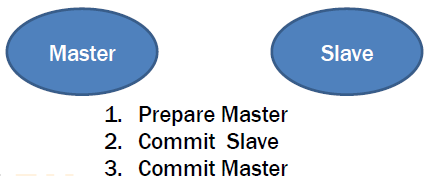 Master
Slave
1. Prepare Master
2. Commit Slave
3. Commit Master